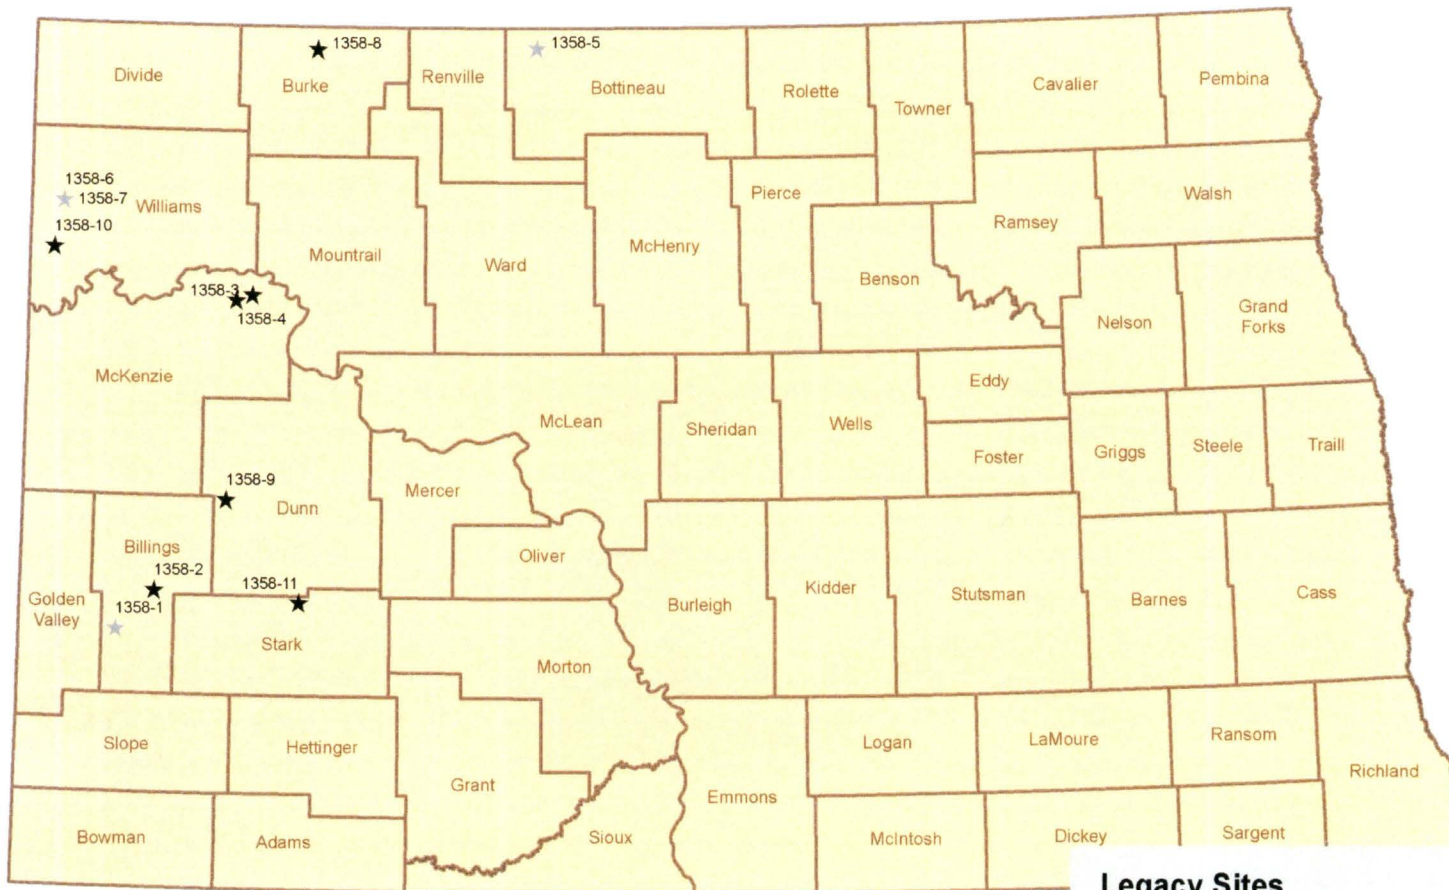 Divide
Burke
1358-8
Renville
1358-5
Bottineau
Rolette
Towner
Cavalier
Pembina
1358-6
1358-7
Williams
1358-10
Mountrail
Ward
McHenry
Pierce
Benson
Ramsey
Walsh
Nelson
Grand
Forks
1358-3
1358-4
McKenzie
McLean
Sheridan
Wells
Eddy
Foster
Griggs
Steele
Traill
1358-9
Dunn
Mercer
Oliver
Billings
1358-2
1358-1
1358-11
Golden
Valley
Stark
Morton
Burleigh
Kidder
Stutsman
Barnes
Cass
Slope
Hettinger
Grant
Logan
LaMoure
Ransom
Richland
Emmons
Bowman
Adams
Sioux
McIntosh
Dickey
Sargent
Legacy Sites